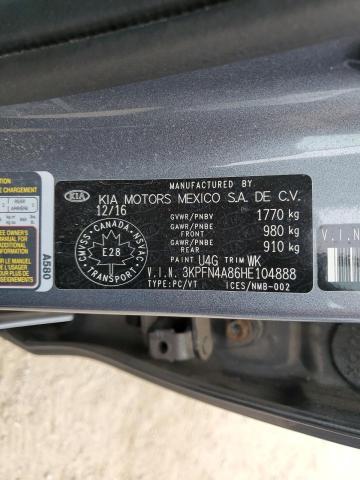 MANUFACTURED BY
KIA
KIA MOTORS MEXICO S.A. DE C.V.
12/16
GVWR/PNBV 1770 kg
GAWR/PNBE
FRONT 980 kg
GAWR/PNBE
REAR 910 kg
PAINT U4G TRIM WK
V.I.N. 3KPFN4A86HE104888
TYPE:PC/VT ICES/NMB-002
CMVSS · CANADA · NSVAC
E28
A580
V.I.N
CHARGEMENT